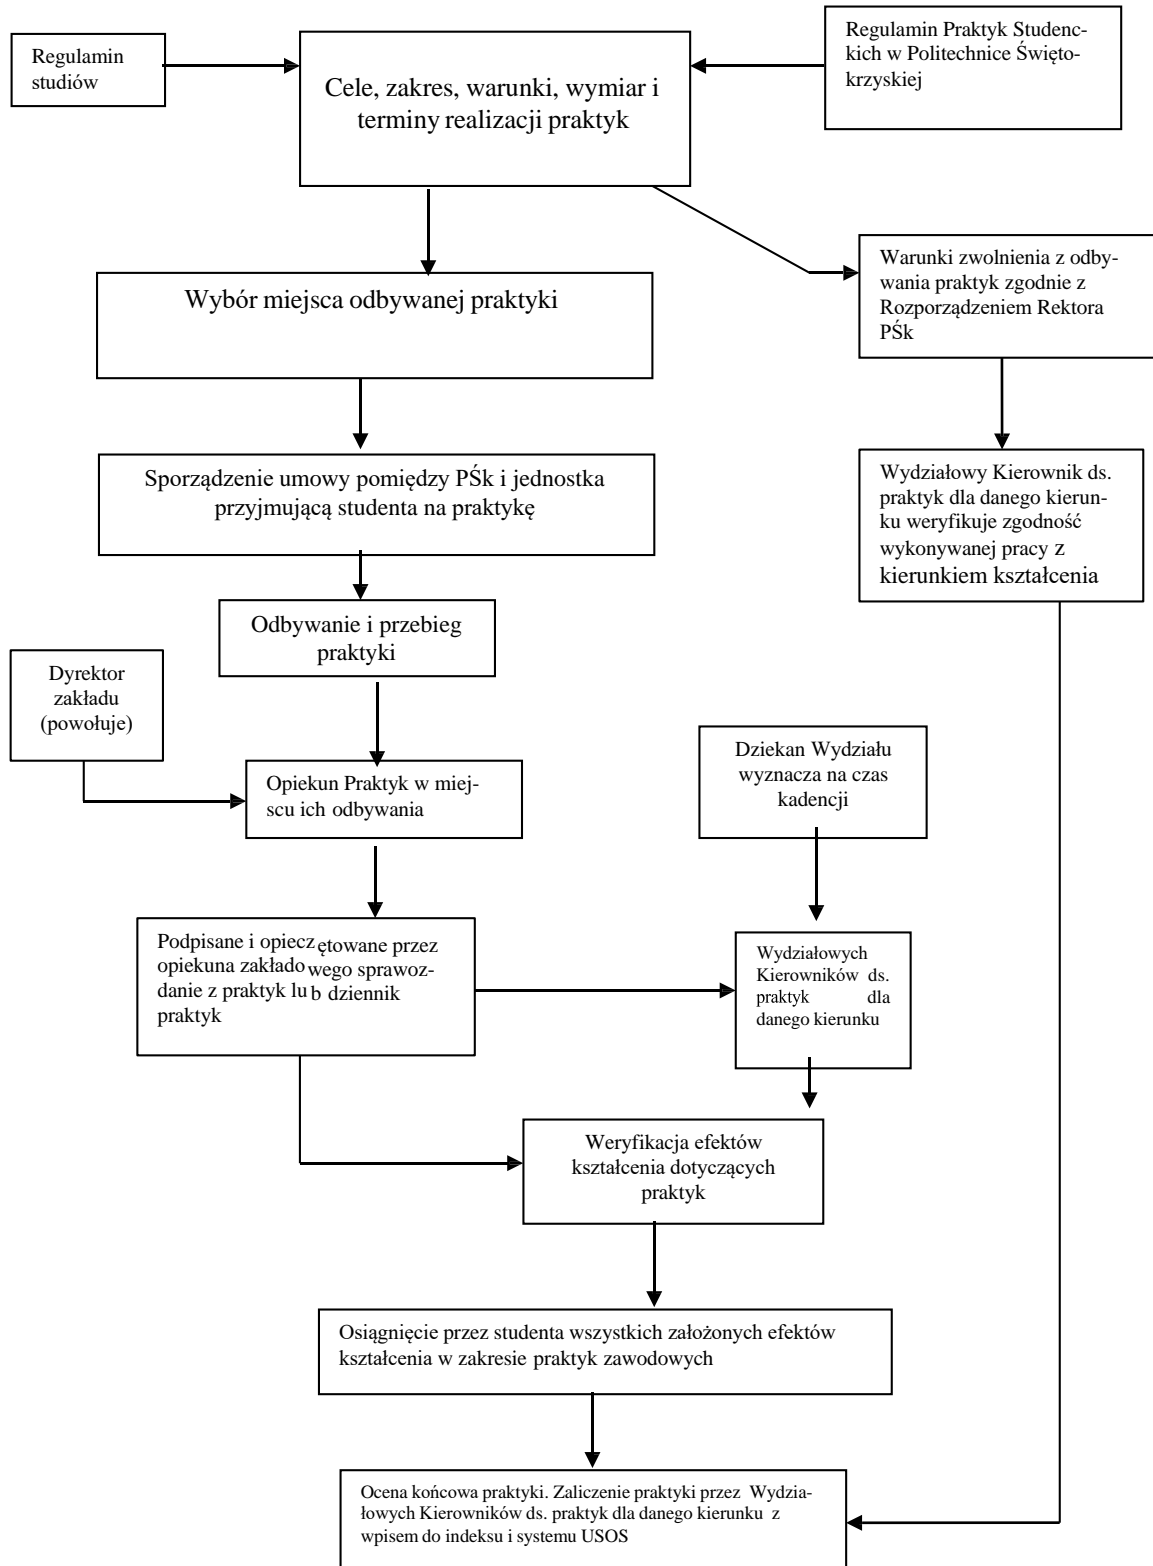 Regulamin
studiów
Cele, zakres, warunki, wymiar i
terminy realizacji praktyk
Regulamin Praktyk Studenc-
kich w Politechnice Święto-
krzyskiej
Wybór miejsca odbywanej praktyki
Warunki zwolnienia z odby-
wania praktyk zgodnie z
Rozporządzeniem Rektora
PŚk
Sporządzenie umowy pomiędzy PŚk i jednostka
przyjmującą studenta na praktykę
Wydziałowy Kierownik ds.
praktyk dla danego kierun-
ku weryfikuje zgodność
wykonywanej pracy z
kierunkiem kształcenia
Odbywanie i przebieg
praktyki
Dyrektor
zakładu
(powołuje)
Opiekun Praktyk w miej-
scu ich odbywania
Dziekan Wydziału
wyznacza na czas
kadencji
Podpisane i opieczętowane przez
opiekuna zakładowego sprawoz-
danie z praktyk lub dziennik
praktyk
Wydziałowych
Kierowników ds.
praktyk dla
danego kierunku
Weryfikacja efektów
kształcenia dotyczących
praktyk
Osiągnięcie przez studenta wszystkich założonych efektów
kształcenia w zakresie praktyk zawodowych
Ocena końcowa praktyki. Zaliczenie praktyki przez Wydzia-
łowych Kierowników ds. praktyk dla danego kierunku z
wpisem do indeksu i systemu USOS